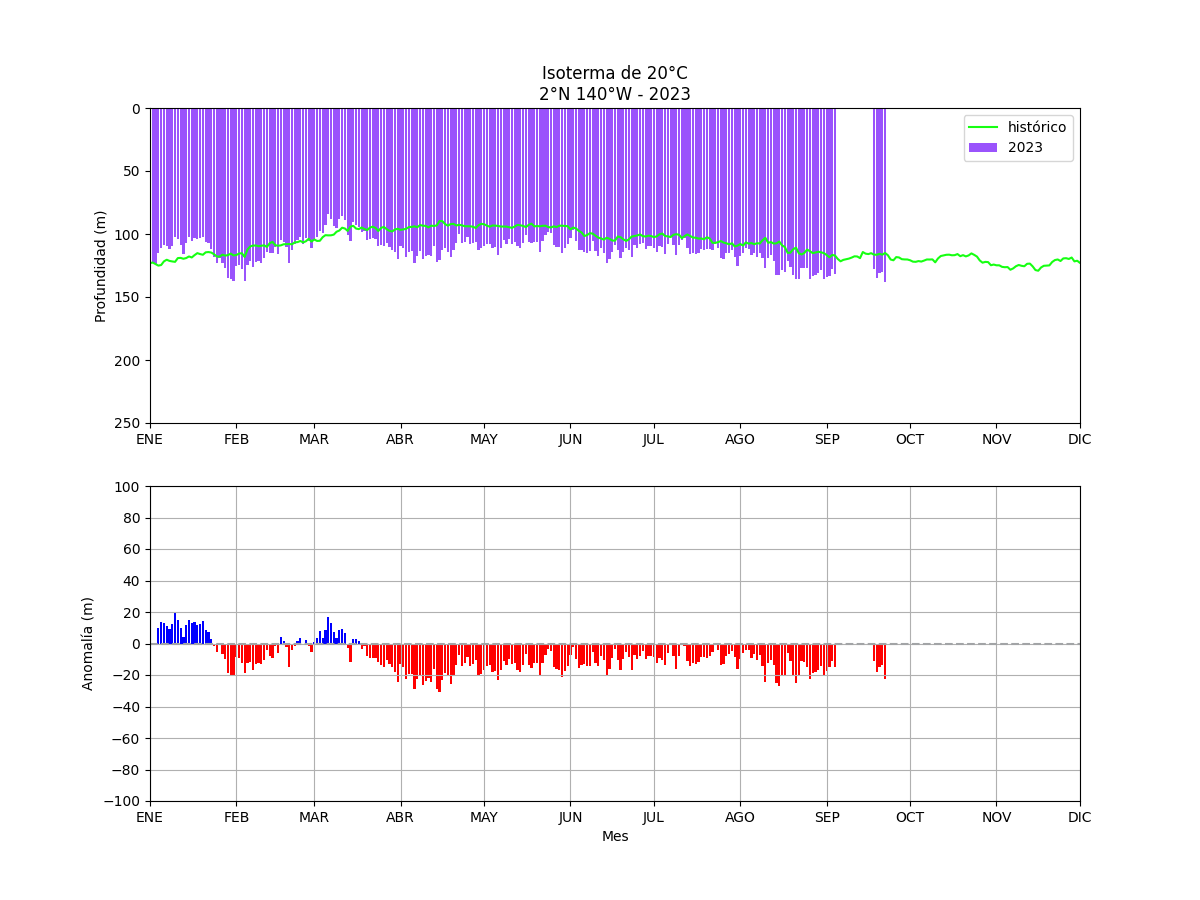 Isoterma de 20°C
2°N 140°W - 2023
histórico
2023
Profundidad (m)
0
50
100
150
200
250
ENE FEB MAR ABR MAY JUN JUL AGO SEP OCT NOV DIC
Anomalía (m)
100
80
60
40
20
0
−20
−40
−60
−80
−100
ENE FEB MAR ABR MAY JUN JUL AGO SEP OCT NOV DIC
Mes